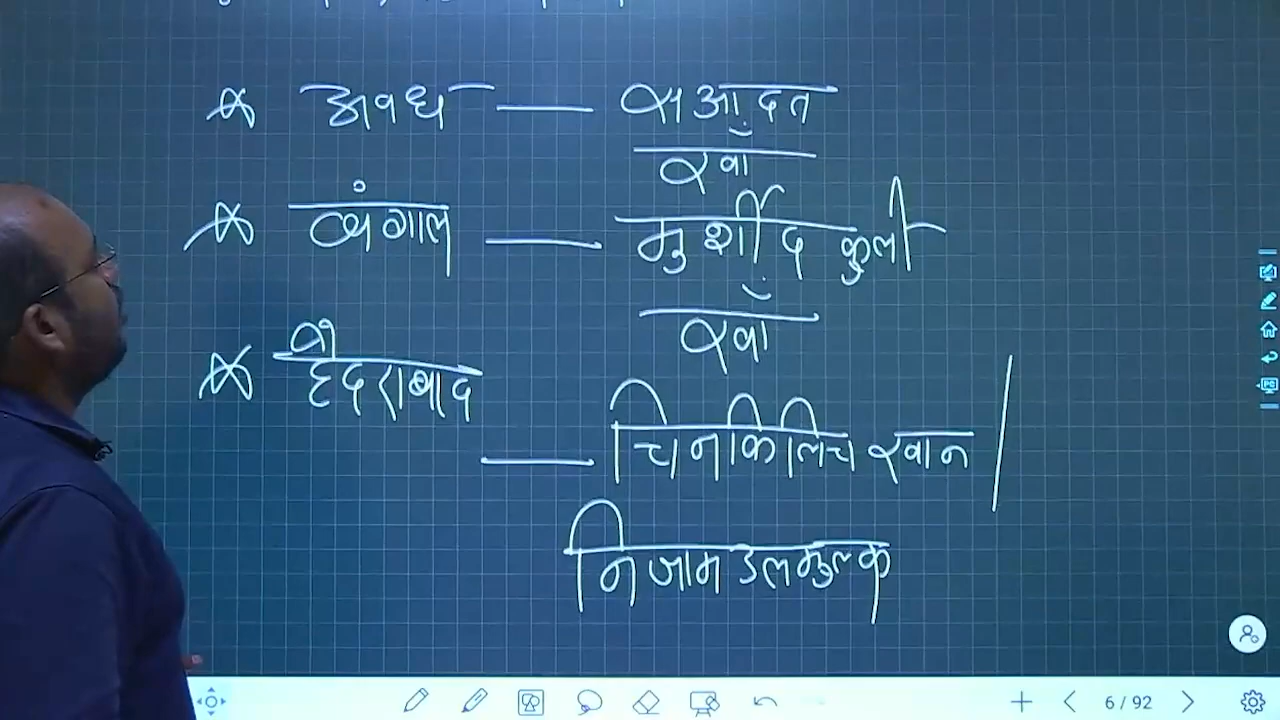 अवध — सआदत
खाँ
बंगाल — मुर्शीद कुली
खाँ
हैदराबाद
— चिनकिलिच खान
निजाम उलमुल्क
6 / 92